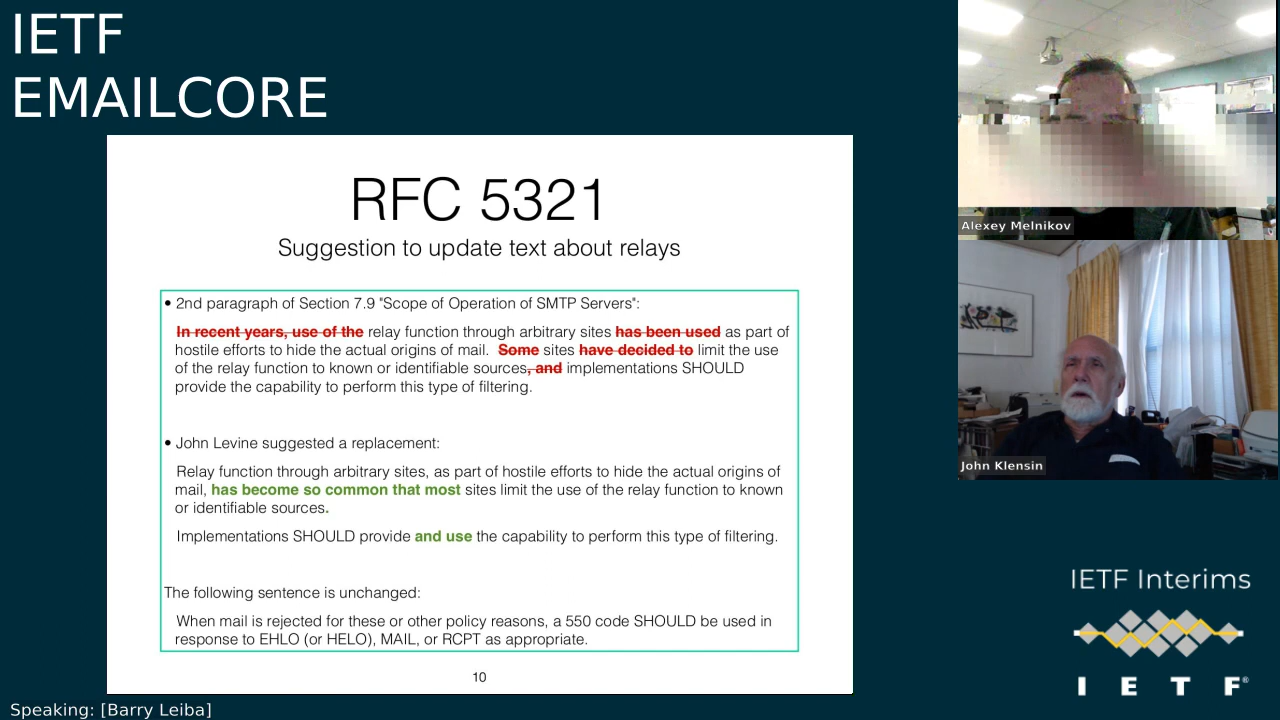 IETF
EMAILCORE
RFC 5321
Suggestion to update text about relays
• 2nd paragraph of Section 7.9 "Scope of Operation of SMTP Servers":
In recent years, use of the relay function through arbitrary sites has been used as part of
hostile efforts to hide the actual origins of mail. Some sites have decided to limit the use
of the relay function to known or identifiable sources, and implementations SHOULD
provide the capability to perform this type of filtering.
• John Levine suggested a replacement:
Relay function through arbitrary sites, as part of hostile efforts to hide the actual origins of
mail, has become so common that most sites limit the use of the relay function to known
or identifiable sources.
Implementations SHOULD provide and use the capability to perform this type of filtering.
The following sentence is unchanged:
When mail is rejected for these or other policy reasons, a 550 code SHOULD be used in
response to EHLO (or HELO), MAIL, or RCPT as appropriate.
10
Alexey Melnikov
John Klensin
IETF Interims
I E T F®
Speaking: [Barry Leiba]